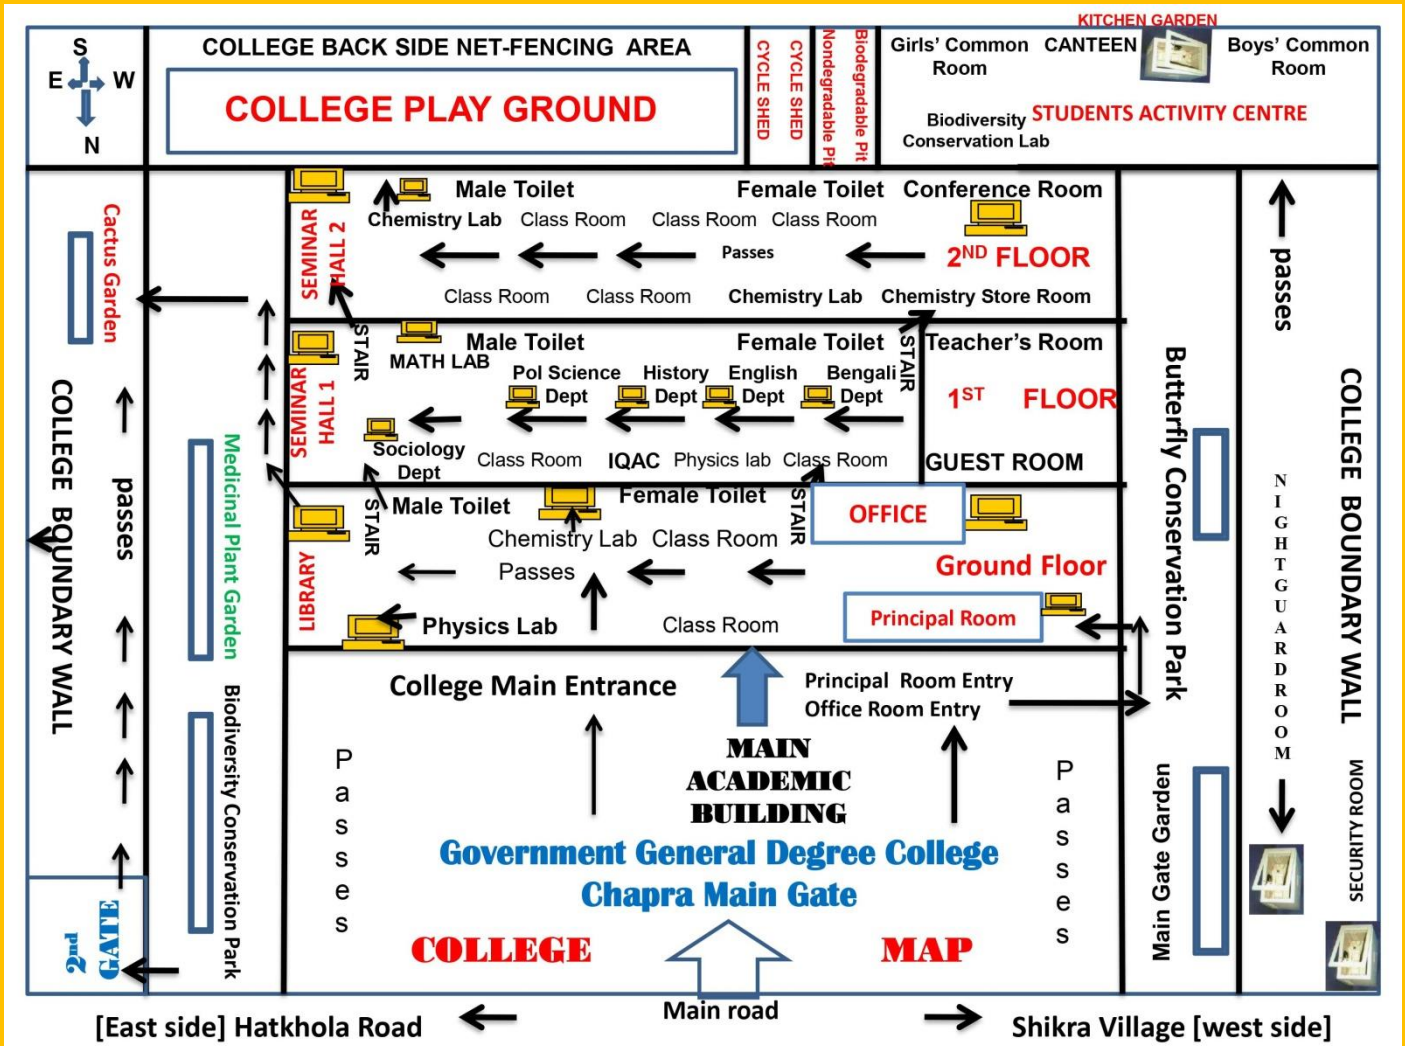 S
E W
N
COLLEGE BACK SIDE NET-FENCING AREA
COLLEGE PLAY GROUND
CYCLE SHED
CYCLE SHED
Nondegradable Pit
Biodegradable Pit
KITCHEN GARDEN
Girls' Common
Room
CANTEEN
Boys' Common
Room
Biodiversity
Conservation Lab
STUDENTS ACTIVITY CENTRE
Cactus Garden
COLLEGE BOUNDARY WALL
passes
Medicinal Plant Garden
Biodiversity Conservation Park
2nd
GATE
SEMINAR
HALL 2
Male Toilet
Female Toilet
Conference Room
Chemistry Lab
Class Room
Class Room
Class Room
Passes
2ND FLOOR
Class Room
Class Room
Chemistry Lab
Chemistry Store Room
STAIR
STAIR
SEMINAR
HALL 1
MATH LAB
Male Toilet
Female Toilet
Teacher's Room
Pol Science
Dept
History
Dept
English
Dept
Bengali
Dept
1ST FLOOR
Sociology
Dept
Class Room
IQAC
Physics lab
Class Room
GUEST ROOM
STAIR
STAIR
LIBRARY
Male Toilet
Female Toilet
OFFICE
Chemistry Lab
Class Room
Passes
Ground Floor
Physics Lab
Class Room
Principal Room
College Main Entrance
Principal Room Entry
Office Room Entry
MAIN
ACADEMIC
BUILDING
Passes
Passes
Government General Degree College
Chapra Main Gate
COLLEGE MAP
Butterfly Conservation Park
Main Gate Garden
passes
NIGHTGUARDROOM
COLLEGE BOUNDARY WALL
SECURITY ROOM
Main road
[East side] Hatkhola Road
Shikra Village [west side]